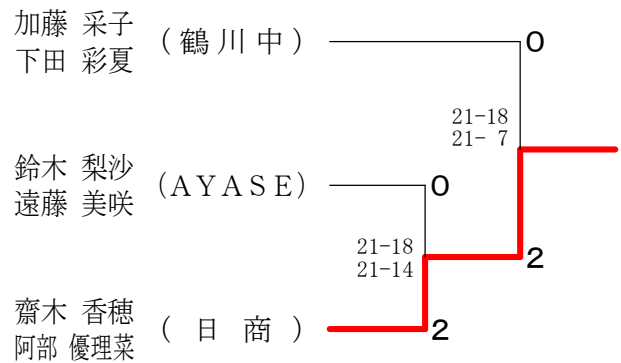 加藤 采子
下田 彩夏
(鶴川中)
0
21-18
21- 7
鈴木 梨沙
遠藤 美咲
(AYASE)
0
21-18
21-14
2
齋木 香穂
阿部 優理菜
(日商)
2